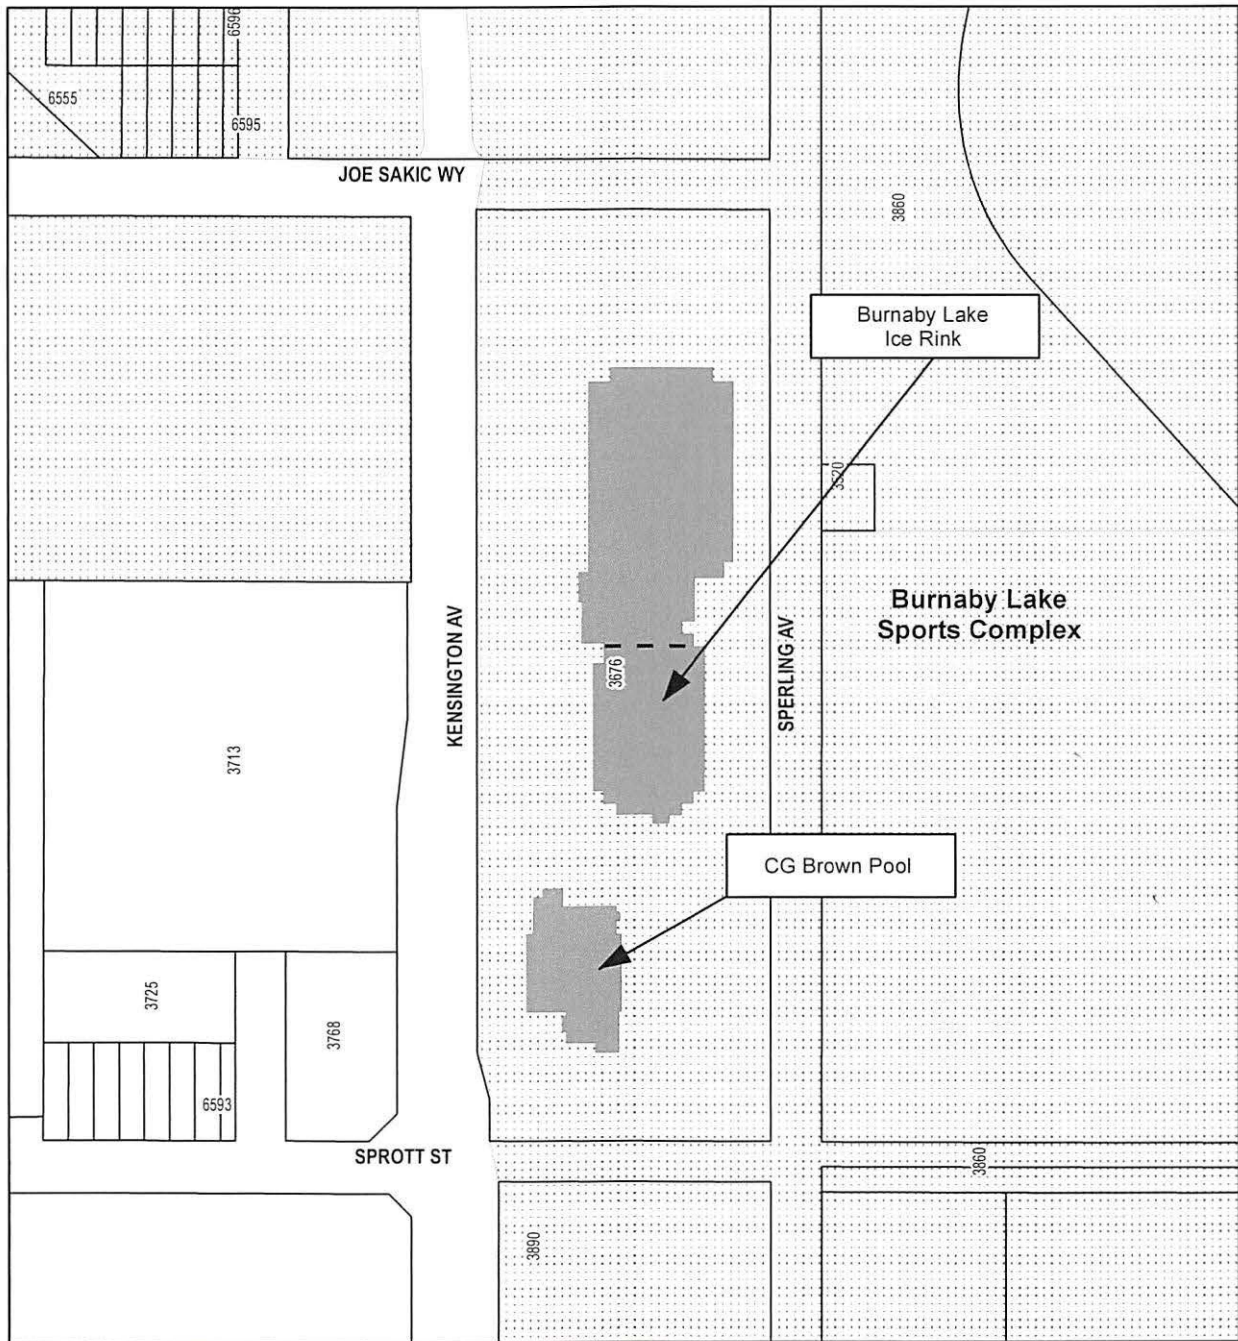 6596
6555
6595
JOE SAKIC WY
3860
Burnaby Lake
Ice Rink
3520
Burnaby Lake
Sports Complex
KENSINGTON AV
3676
SPERLING AV
3713
CG Brown Pool
3725
3768
6593
SPROTT ST
3860
3890